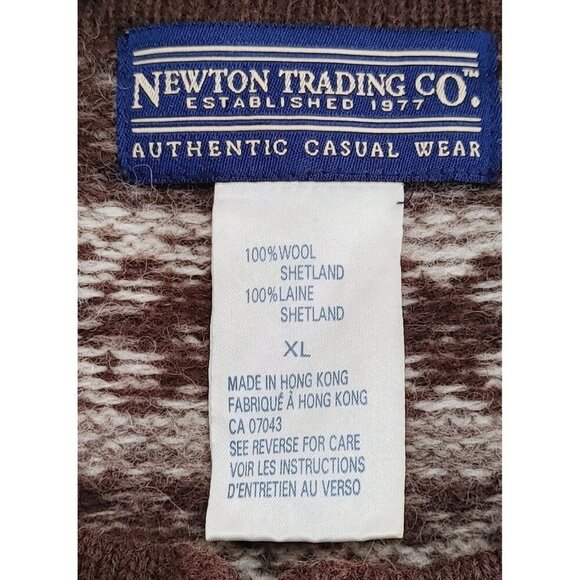 NEWTON TRADING CO.™
ESTABLISHED 1977
AUTHENTIC CASUAL WEAR
100% WOOL
SHETLAND
100% LAINE
SHETLAND
XL
MADE IN HONG KONG
FABRIQUÉ À HONG KONG
CA 07043
SEE REVERSE FOR CARE
VOIR LES INSTRUCTIONS
D'ENTRETIEN AU VERSO